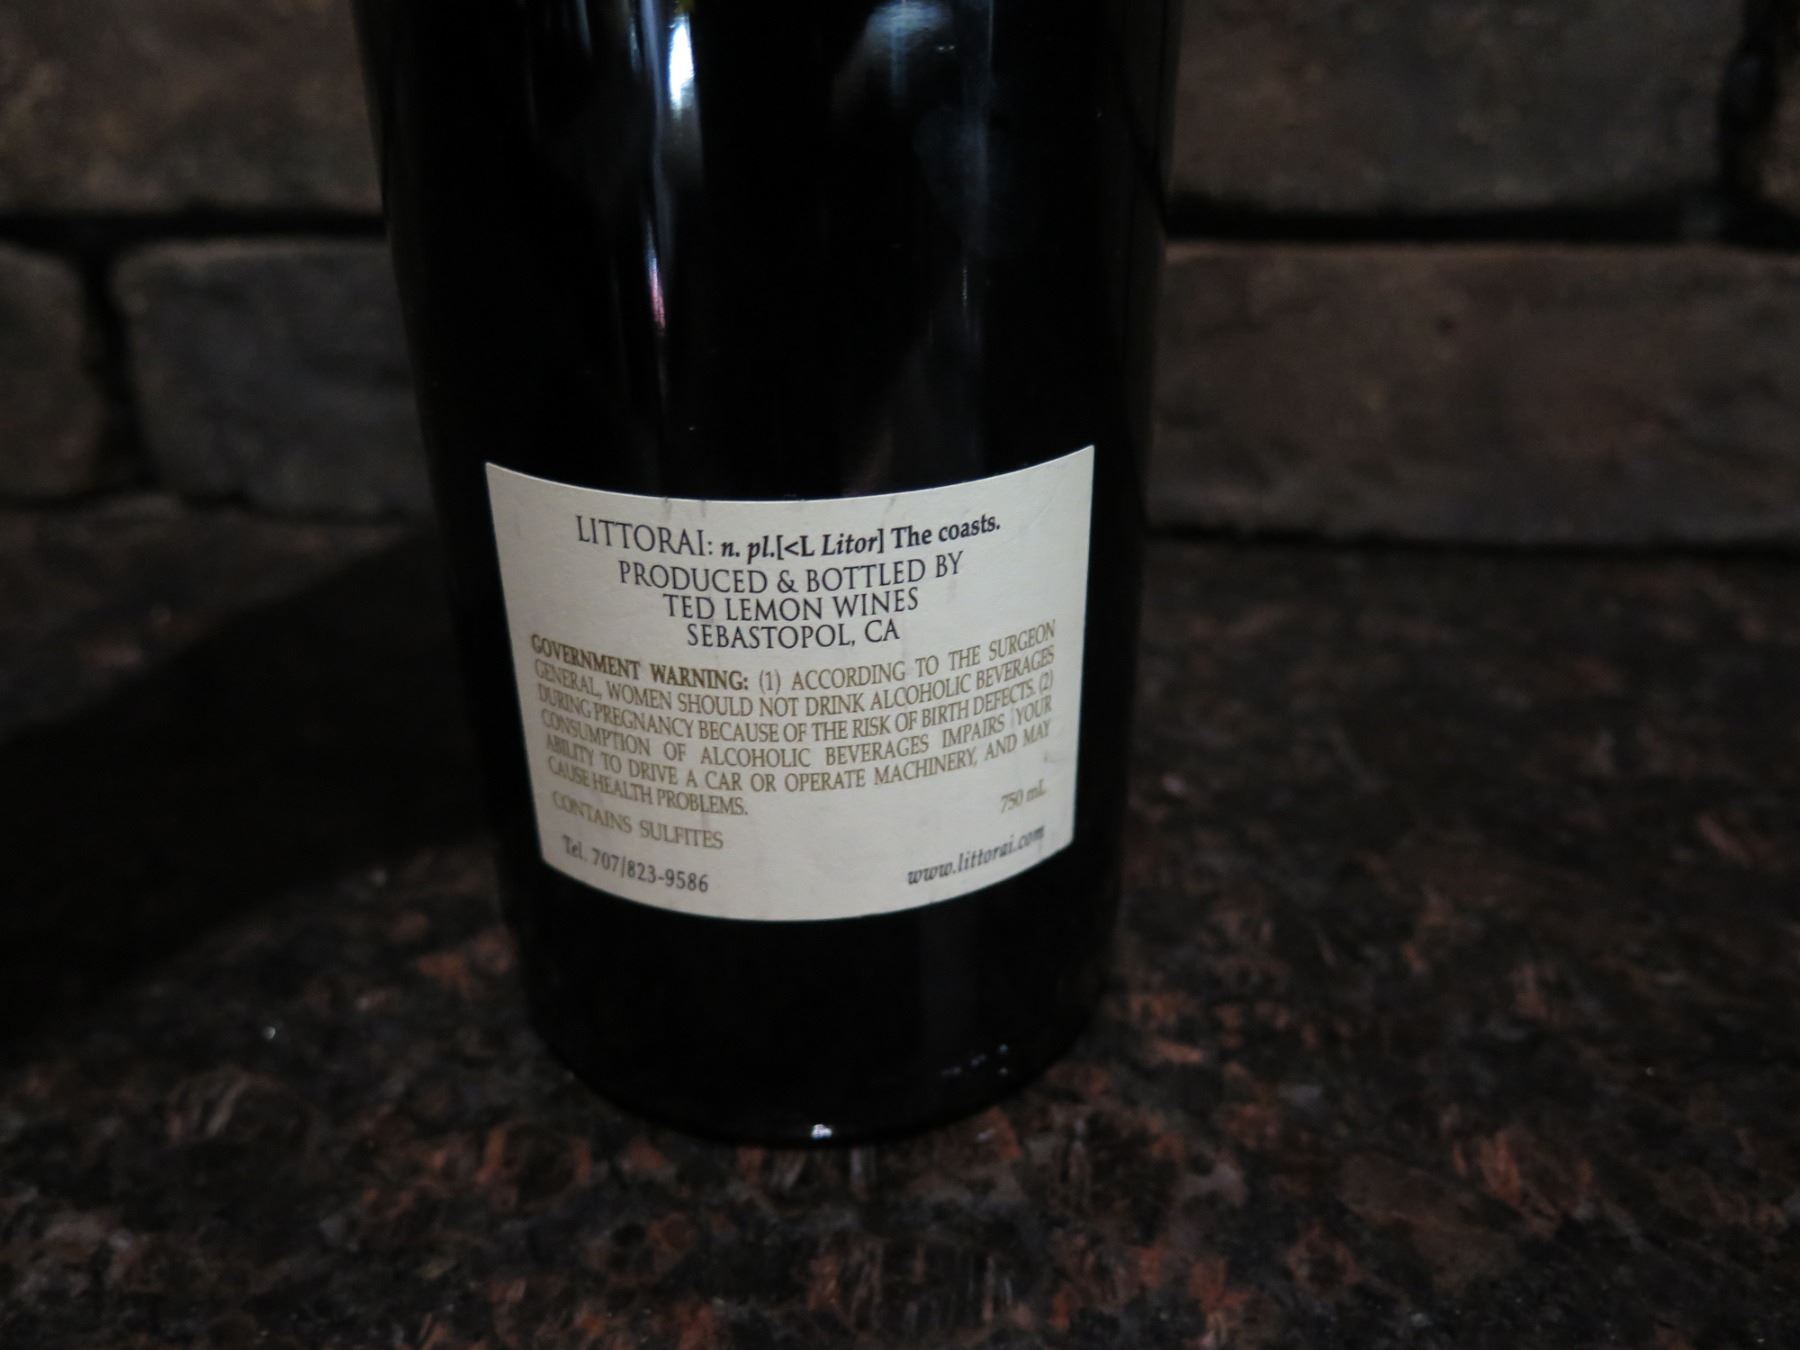 LITTORAI: n. pl.[<L Litor] The coasts.
PRODUCED & BOTTLED BY
TED LEMON WINES
SEBASTOPOL, CA
GOVERNMENT WARNING: (1) ACCORDING TO THE SURGEON
GENERAL, WOMEN SHOULD NOT DRINK ALCOHOLIC BEVERAGES
DURING PREGNANCY BECAUSE OF THE RISK OF BIRTH DEFECTS. (2)
CONSUMPTION OF ALCOHOLIC BEVERAGES IMPAIRS YOUR
ABILITY TO DRIVE A CAR OR OPERATE MACHINERY, AND MAY
CAUSE HEALTH PROBLEMS.
750 mL
CONTAINS SULFITES
Tel. 707/823-9586
www.littorai.com